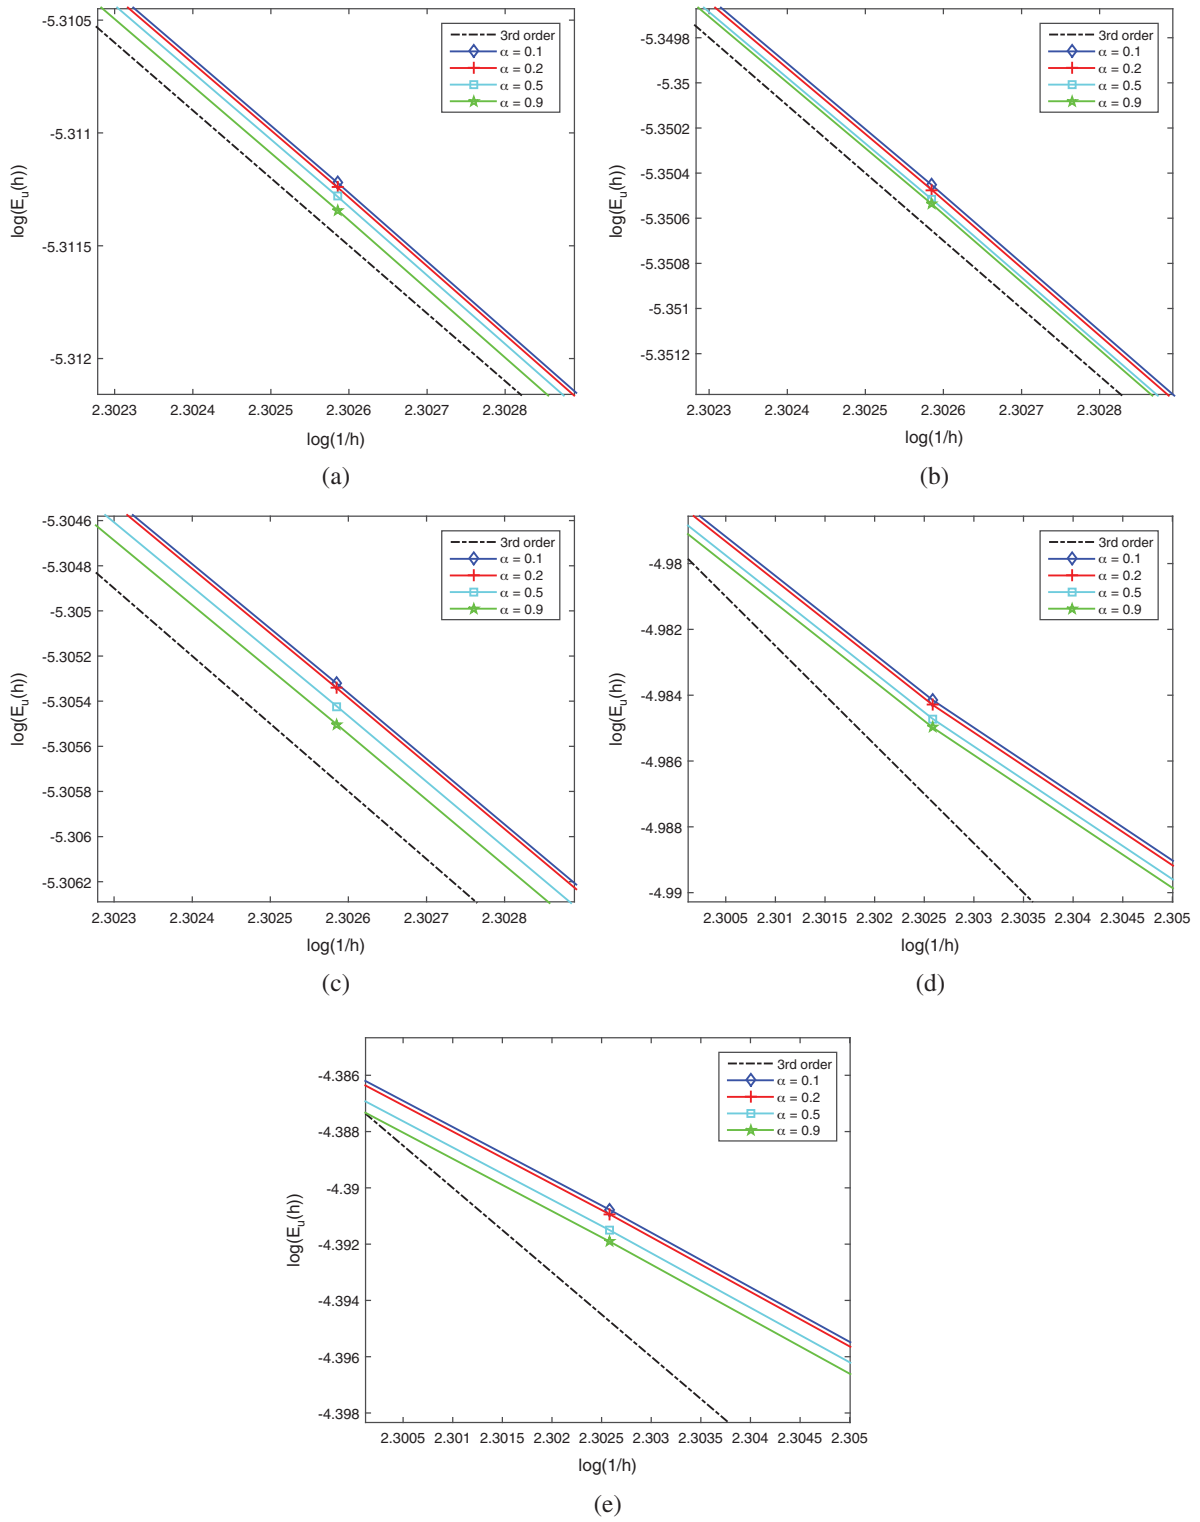 -5.3105
-5.311
-5.3115
-5.312
log(E_u(h))
2.3023 2.3024 2.3025 2.3026 2.3027 2.3028
log(1/h)
3rd order
α = 0.1
α = 0.2
α = 0.5
α = 0.9
(a)
-5.3498
-5.35
-5.3502
-5.3504
-5.3506
-5.3508
-5.351
-5.3512
log(E_u(h))
2.3023 2.3024 2.3025 2.3026 2.3027 2.3028
log(1/h)
3rd order
α = 0.1
α = 0.2
α = 0.5
α = 0.9
(b)
-5.3046
-5.3048
-5.305
-5.3052
-5.3054
-5.3056
-5.3058
-5.306
-5.3062
log(E_u(h))
2.3023 2.3024 2.3025 2.3026 2.3027 2.3028
log(1/h)
3rd order
α = 0.1
α = 0.2
α = 0.5
α = 0.9
(c)
-4.98
-4.982
-4.984
-4.986
-4.988
-4.99
log(E_u(h))
2.3005 2.301 2.3015 2.302 2.3025 2.303 2.3035 2.304 2.3045 2.305
log(1/h)
3rd order
α = 0.1
α = 0.2
α = 0.5
α = 0.9
(d)
-4.386
-4.388
-4.39
-4.392
-4.394
-4.396
-4.398
log(E_u(h))
2.3005 2.301 2.3015 2.302 2.3025 2.303 2.3035 2.304 2.3045 2.305
log(1/h)
3rd order
α = 0.1
α = 0.2
α = 0.5
α = 0.9
(e)